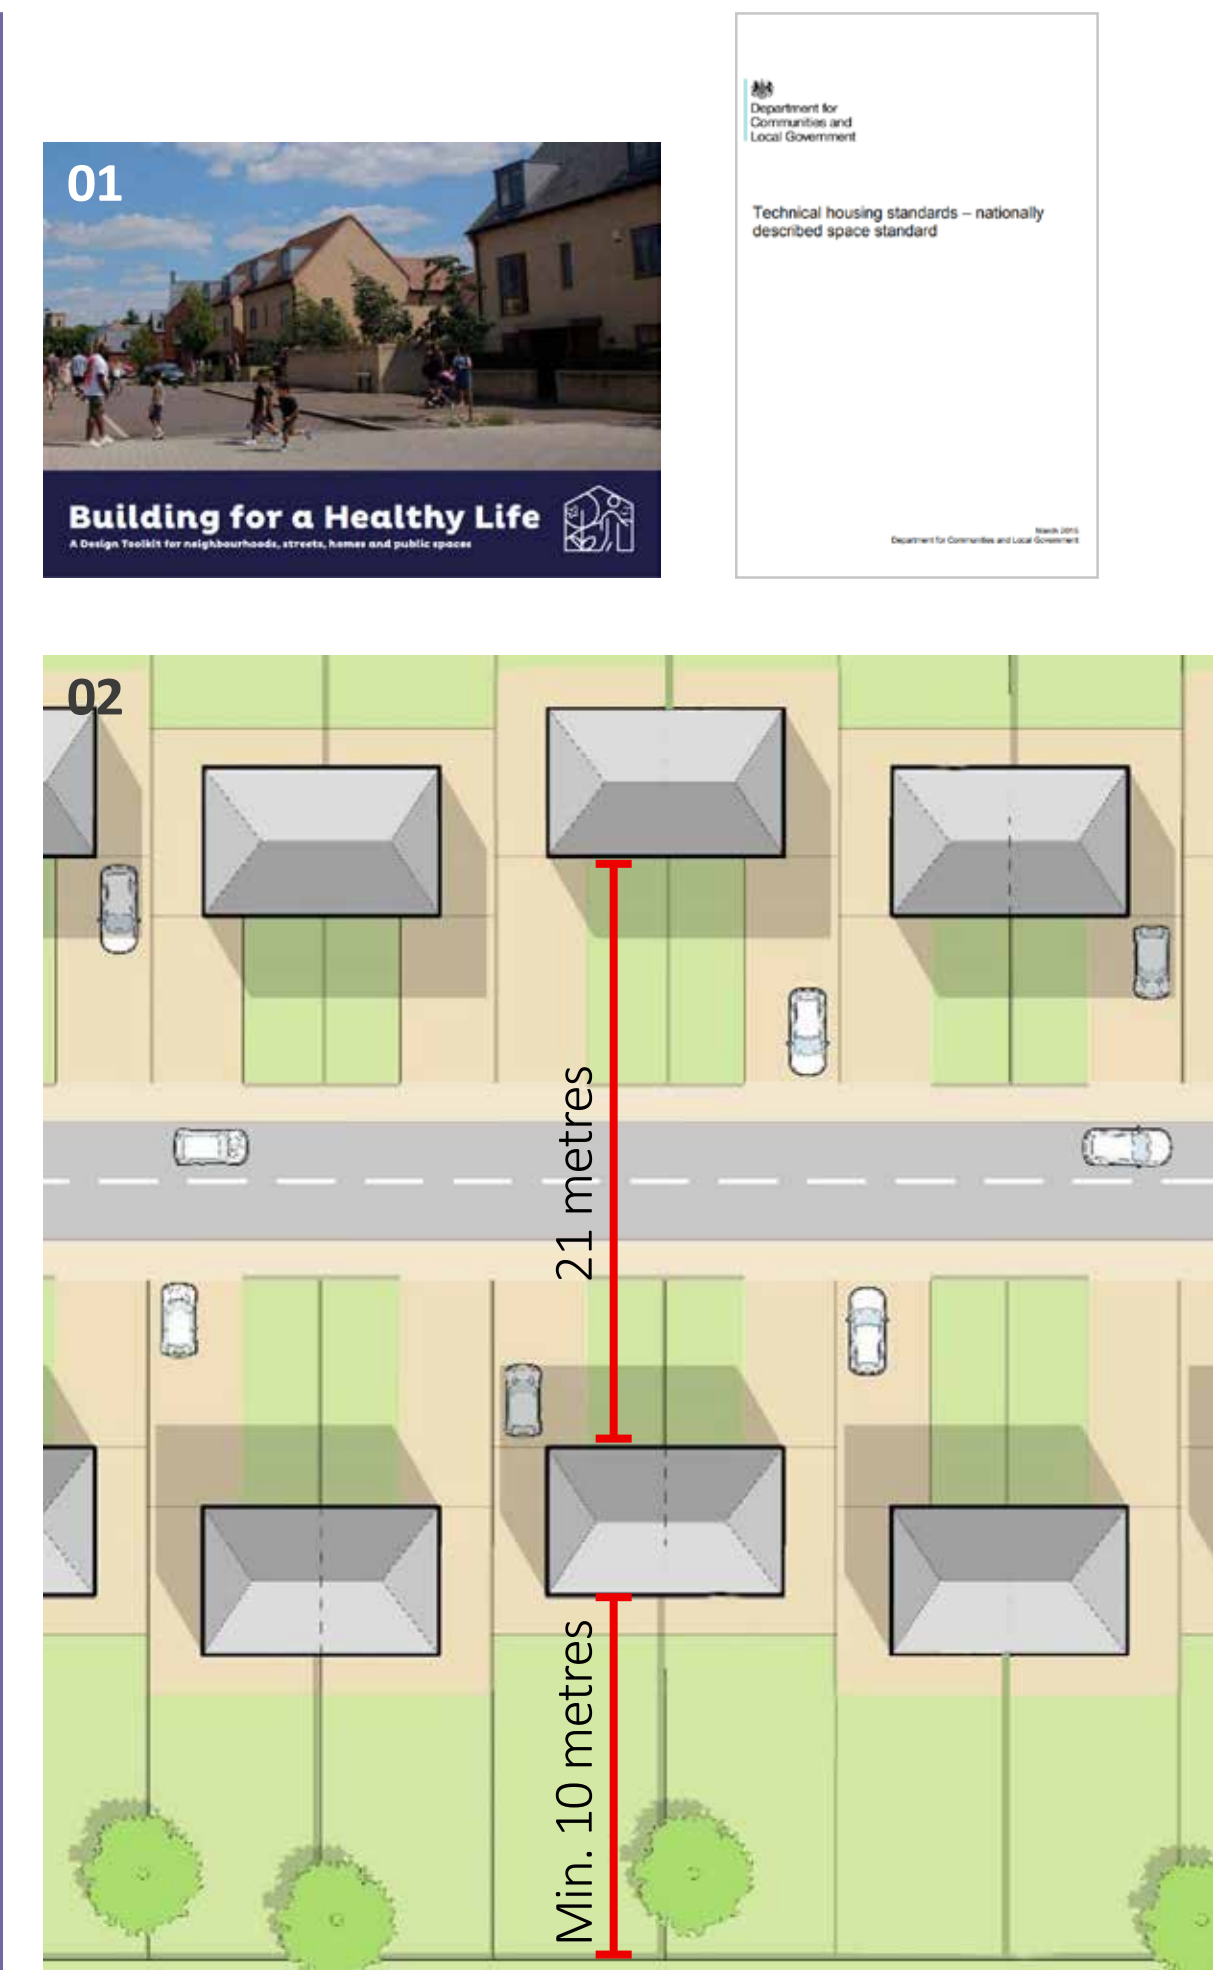 01
Building for a Healthy Life
A Design Toolkit for neighbourhoods, streets, homes and public spaces
Department for
Communities and
Local Government
Technical housing standards – nationally
described space standard
March 2015
Department for Communities and Local Government
02
21 metres
Min. 10 metres